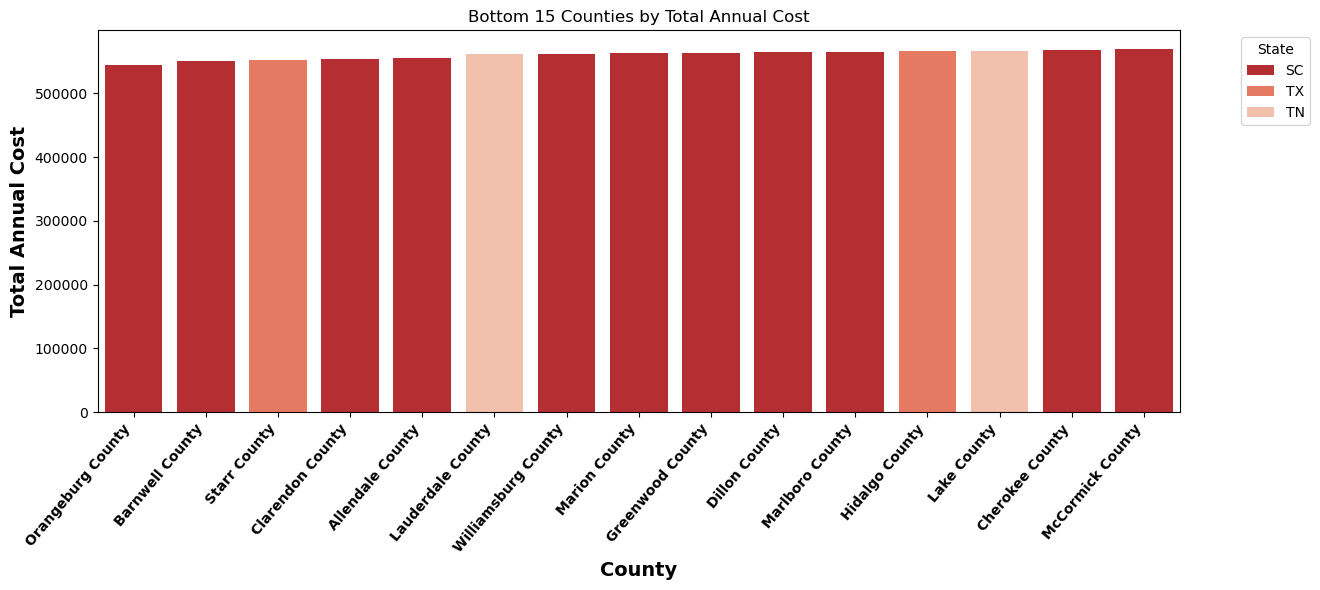 Bottom 15 Counties by Total Annual Cost
Total Annual Cost
500000
400000
300000
200000
100000
0
Orangeburg County
Barnwell County
Starr County
Clarendon County
Allendale County
Lauderdale County
Williamsburg County
Marion County
Greenwood County
Dillon County
Marlboro County
Hidalgo County
Lake County
Cherokee County
McCormick County
County
State
SC
TX
TN